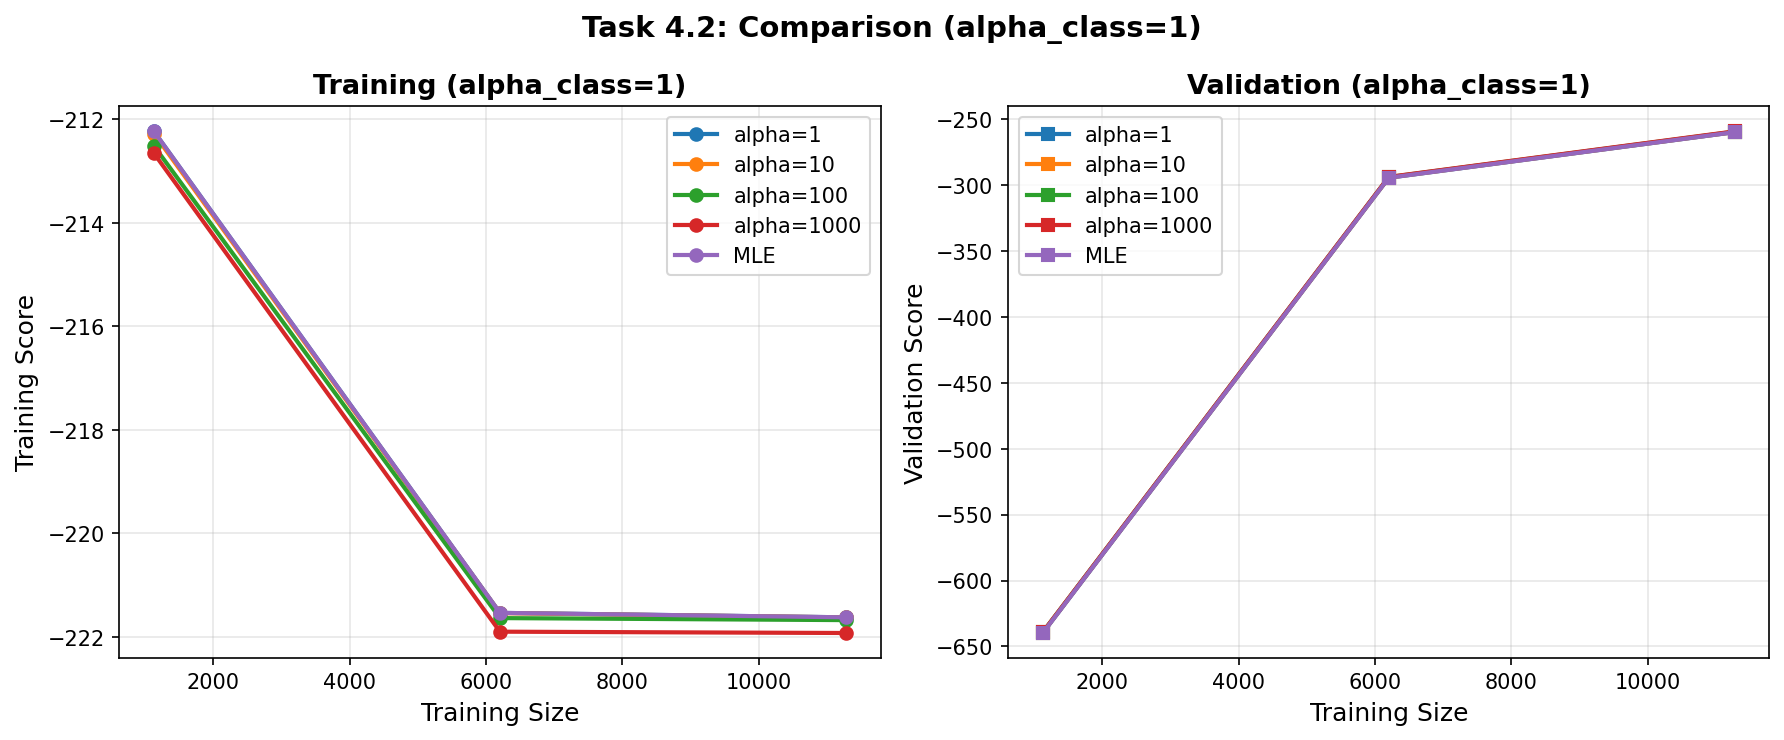 Task 4.2: Comparison (alpha_class=1)
Training (alpha_class=1)
−212
−214
−216
−218
−220
−222
Training Score
2000
4000
6000
8000
10000
Training Size
alpha=1
alpha=10
alpha=100
alpha=1000
MLE
Validation (alpha_class=1)
−250
−300
−350
−400
−450
−500
−550
−600
−650
Validation Score
2000
4000
6000
8000
10000
Training Size
alpha=1
alpha=10
alpha=100
alpha=1000
MLE